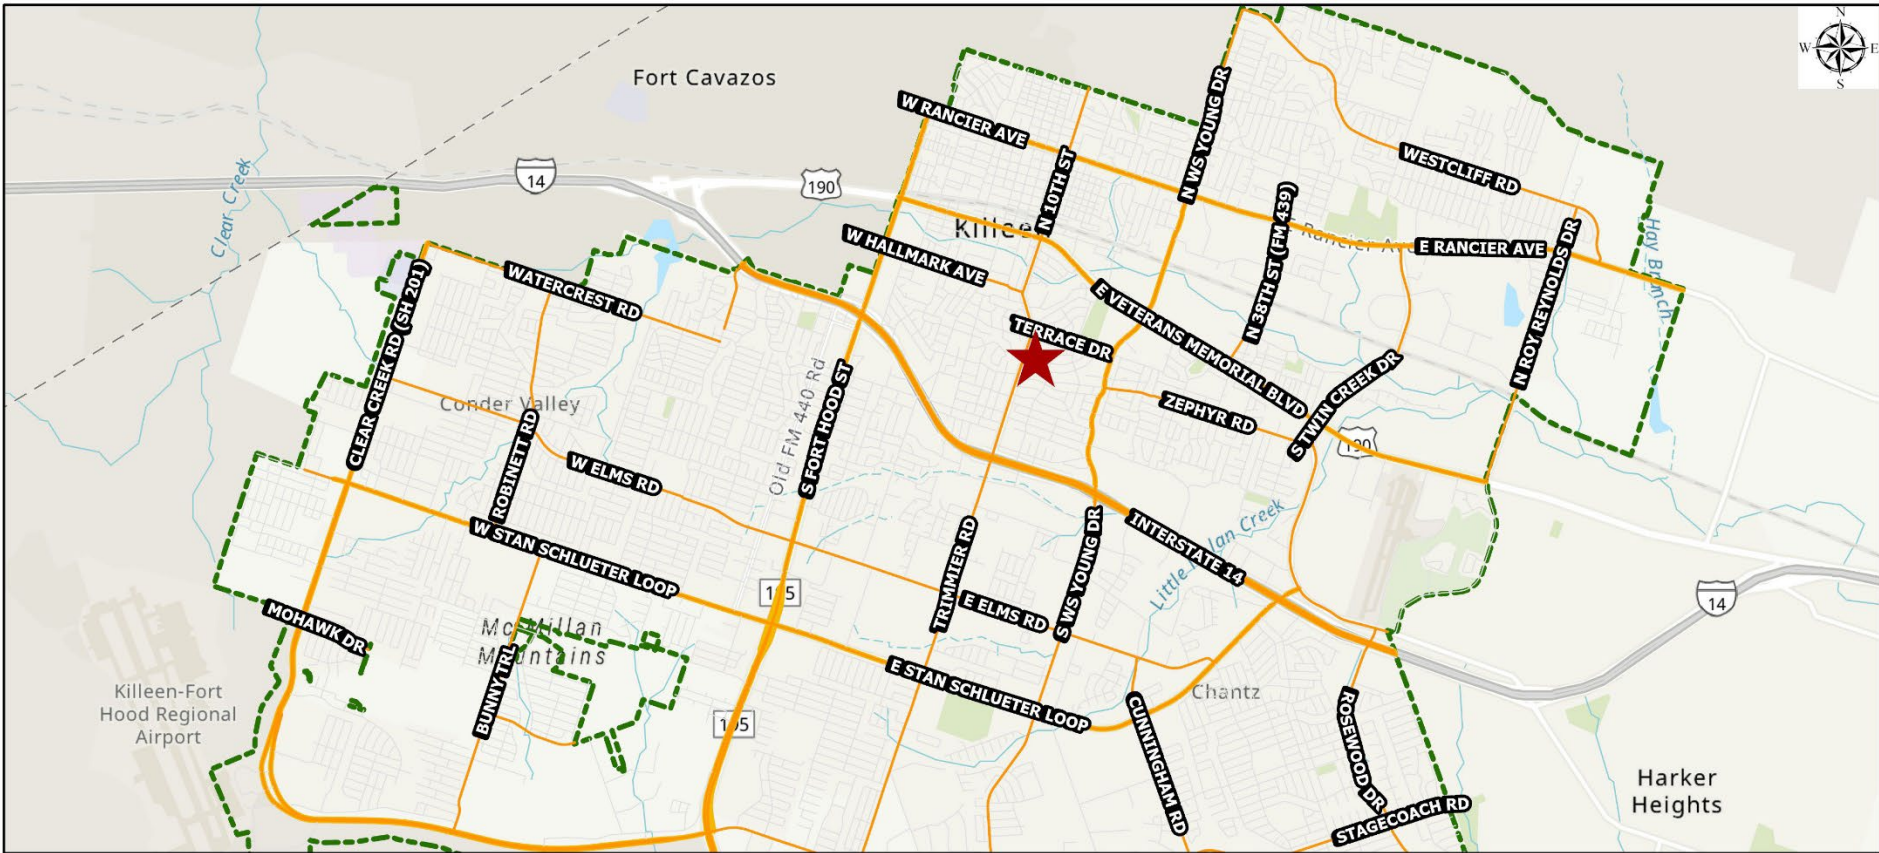 N
W E
S
Fort Cavazos
W RANCIER AVE
N WS YOUNG DR
14
190
N 10TH ST
WESTCLIFF RD
Clear Creek
N 38TH ST (FM 439)
Rancier Ave
E RANCIER AVE
N ROY REYNOLDS DR
Hay Branch
W HALLMARK AVE
WATERCREST RD
CLEAR CREEK RD (SH 201)
E VETERANS MEMORIAL BLVD
TERRACE DR
Conder Valley
Old FM 440 Rd
S FORT HOOD ST
ROBINETT RD
ZEPHYR RD
S TWIN CREEK DR
190
W ELMS RD
W STAN SCHLUETER LOOP
TRIMMIER RD
S WS YOUNG DR
INTERSTATE 14
14
MOHAWK DR
E ELMS RD
BUNNY TRL
E STAN SCHLUETER LOOP
Killeen-Fort
Hood Regional
Airport
Chantz
CUNNINGHAM RD
ROSEWOOD DR
STAGECOACH RD
Harker
Heights